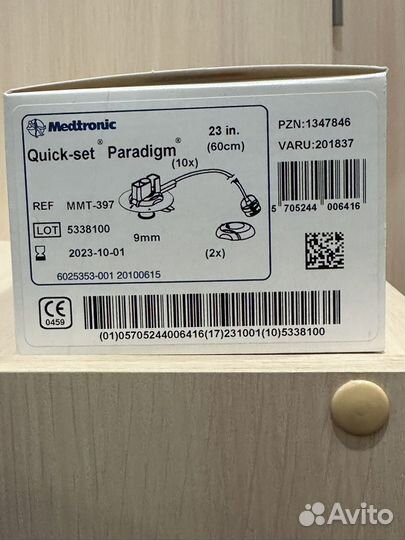 Medtronic
Quick-set® Paradigm®
(10x)
23 in.
(60cm)
PZN:1347846
VARU:201837
REF MMT-397
LOT 5338100
2023-10-01
9mm
(2x)
5 705244 006416
6025353-001 20100615
CE
0459
(01)05705244006416(17)231001(10)5338100
Avito